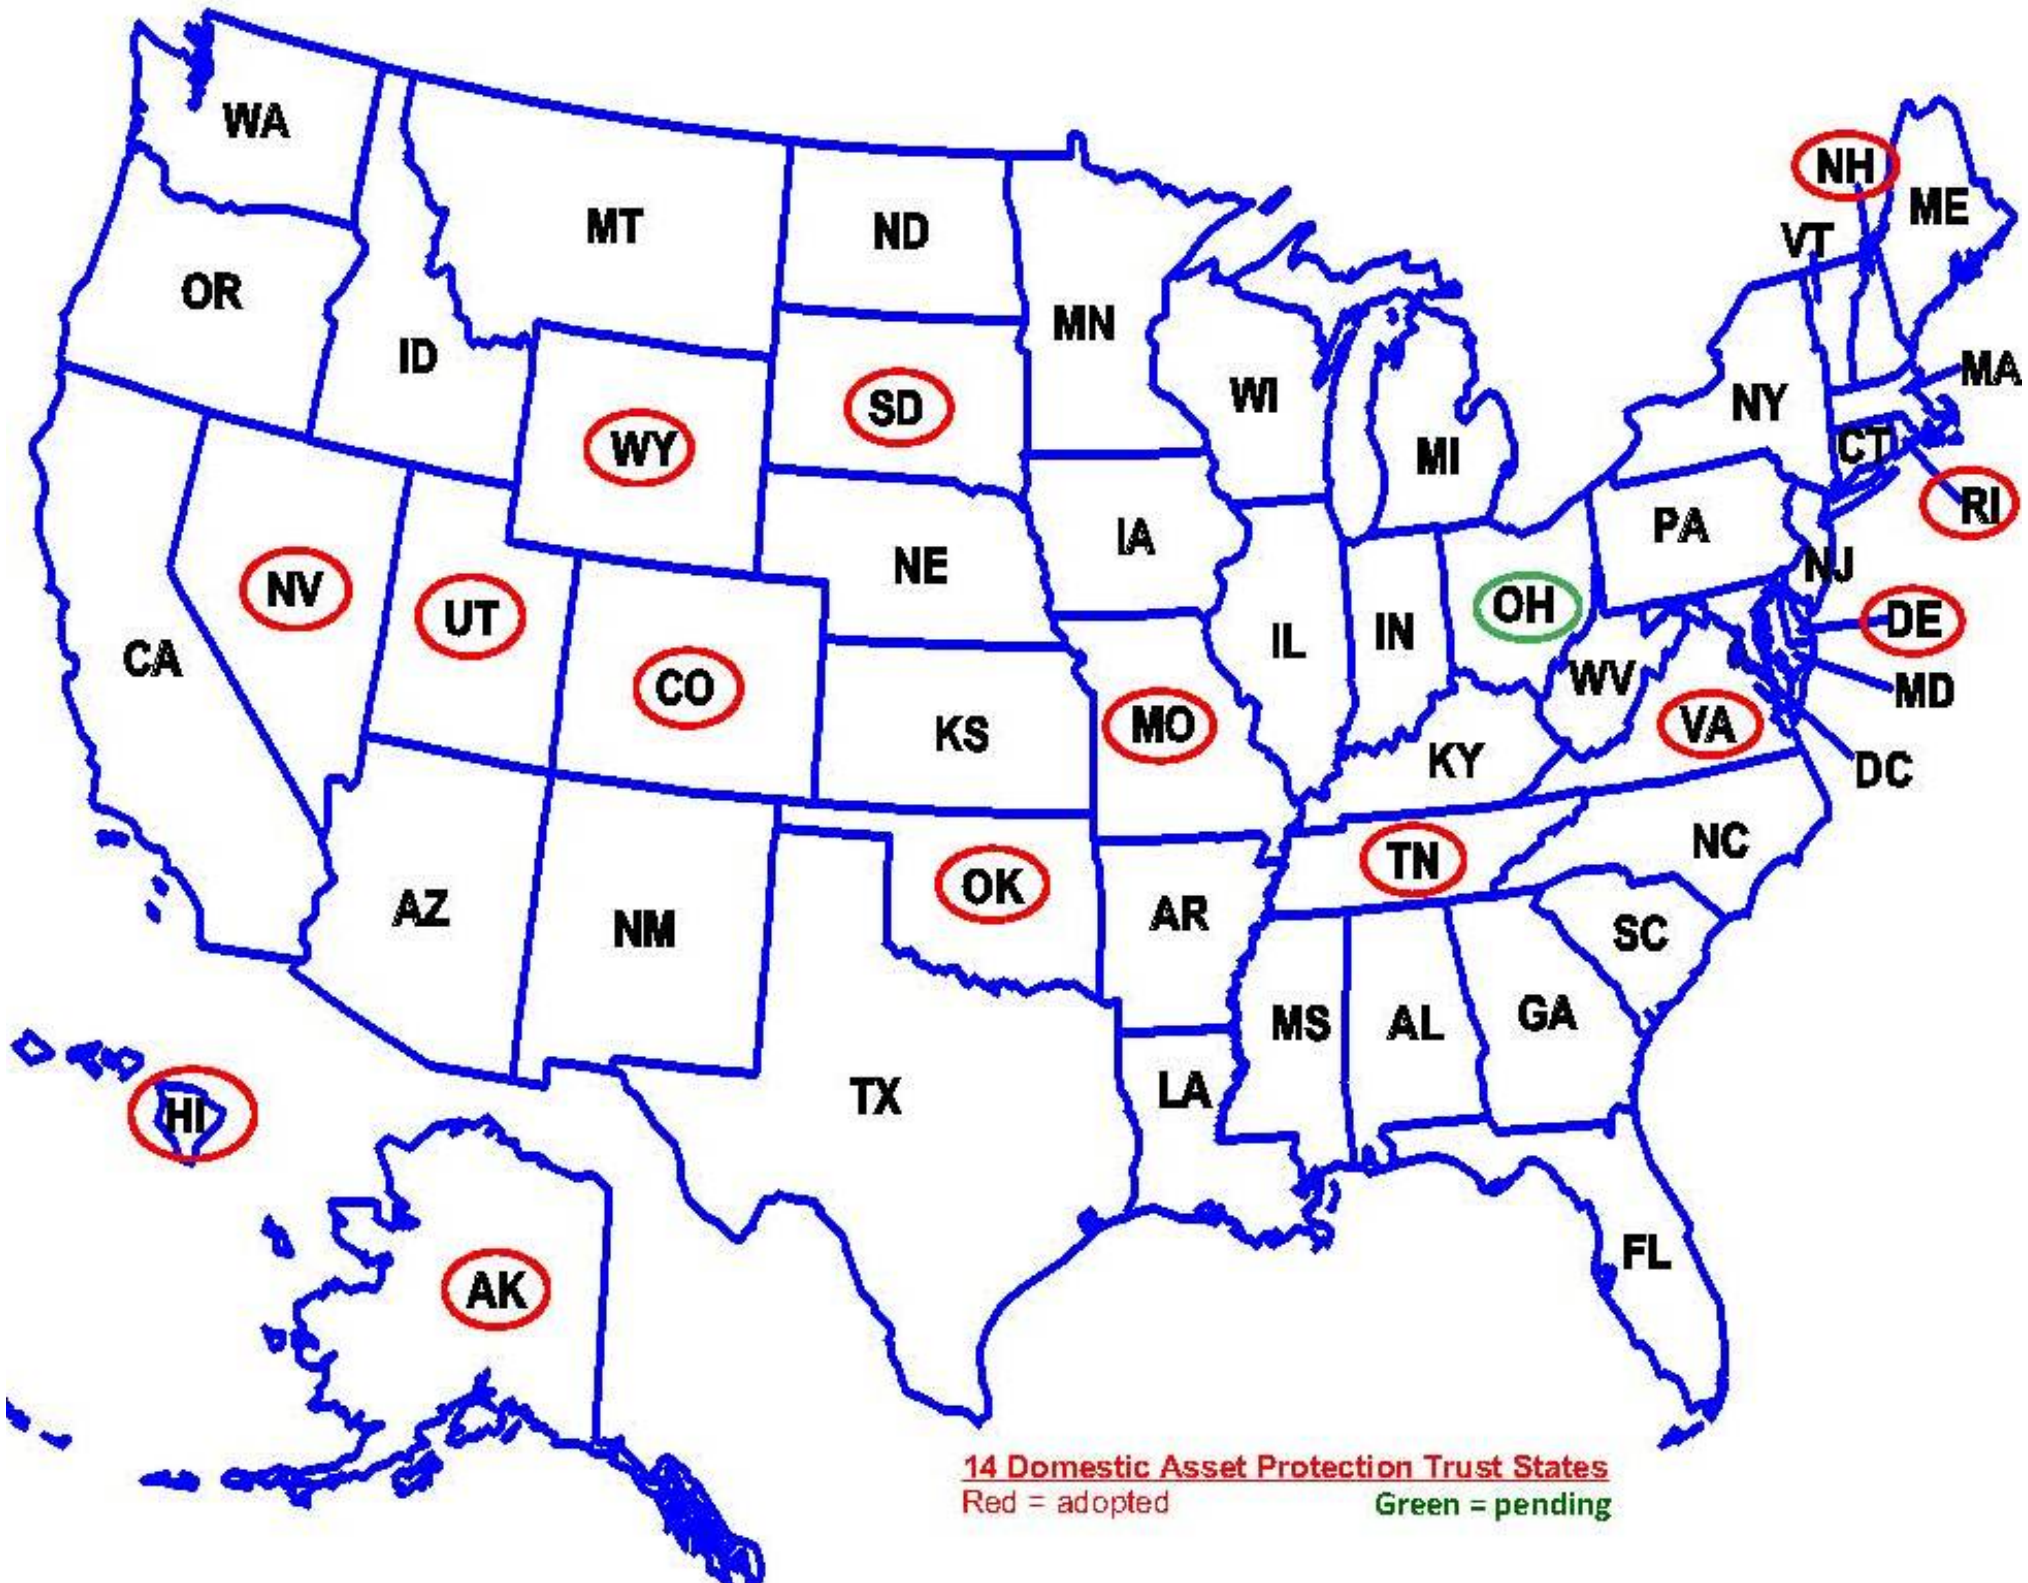 WA
NH
ME
MT
ND
VT
OR
MN
ID
MA
WI
NY
SD
WY
MI
CT
RI
PA
IA
NE
NJ
NV
OH
UT
DE
IL
IN
CA
WV
CO
MD
MO
VA
KS
KY
DC
NC
TN
OK
AZ
AR
NM
SC
GA
MS
AL
TX
LA
HI
FL
AK
14 Domestic Asset Protection Trust States
Red = adopted Green = pending